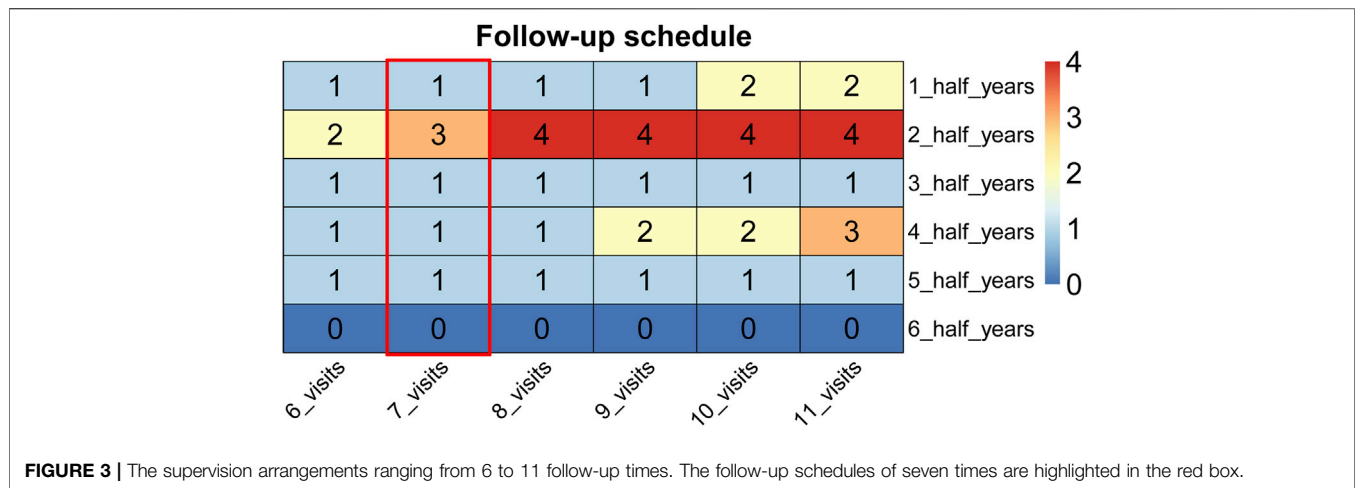 Follow-up schedule
1 1 1 1 2 2 1_half_years
2 3 4 4 4 4 2_half_years
1 1 1 1 1 1 3_half_years
1 1 1 2 2 3 4_half_years
1 1 1 1 1 1 5_half_years
0 0 0 0 0 0 6_half_years
6_visits 7_visits 8_visits 9_visits 10_visits 11_visits
4
3
2
1
0
FIGURE 3 | The supervision arrangements ranging from 6 to 11 follow-up times. The follow-up schedules of seven times are highlighted in the red box.